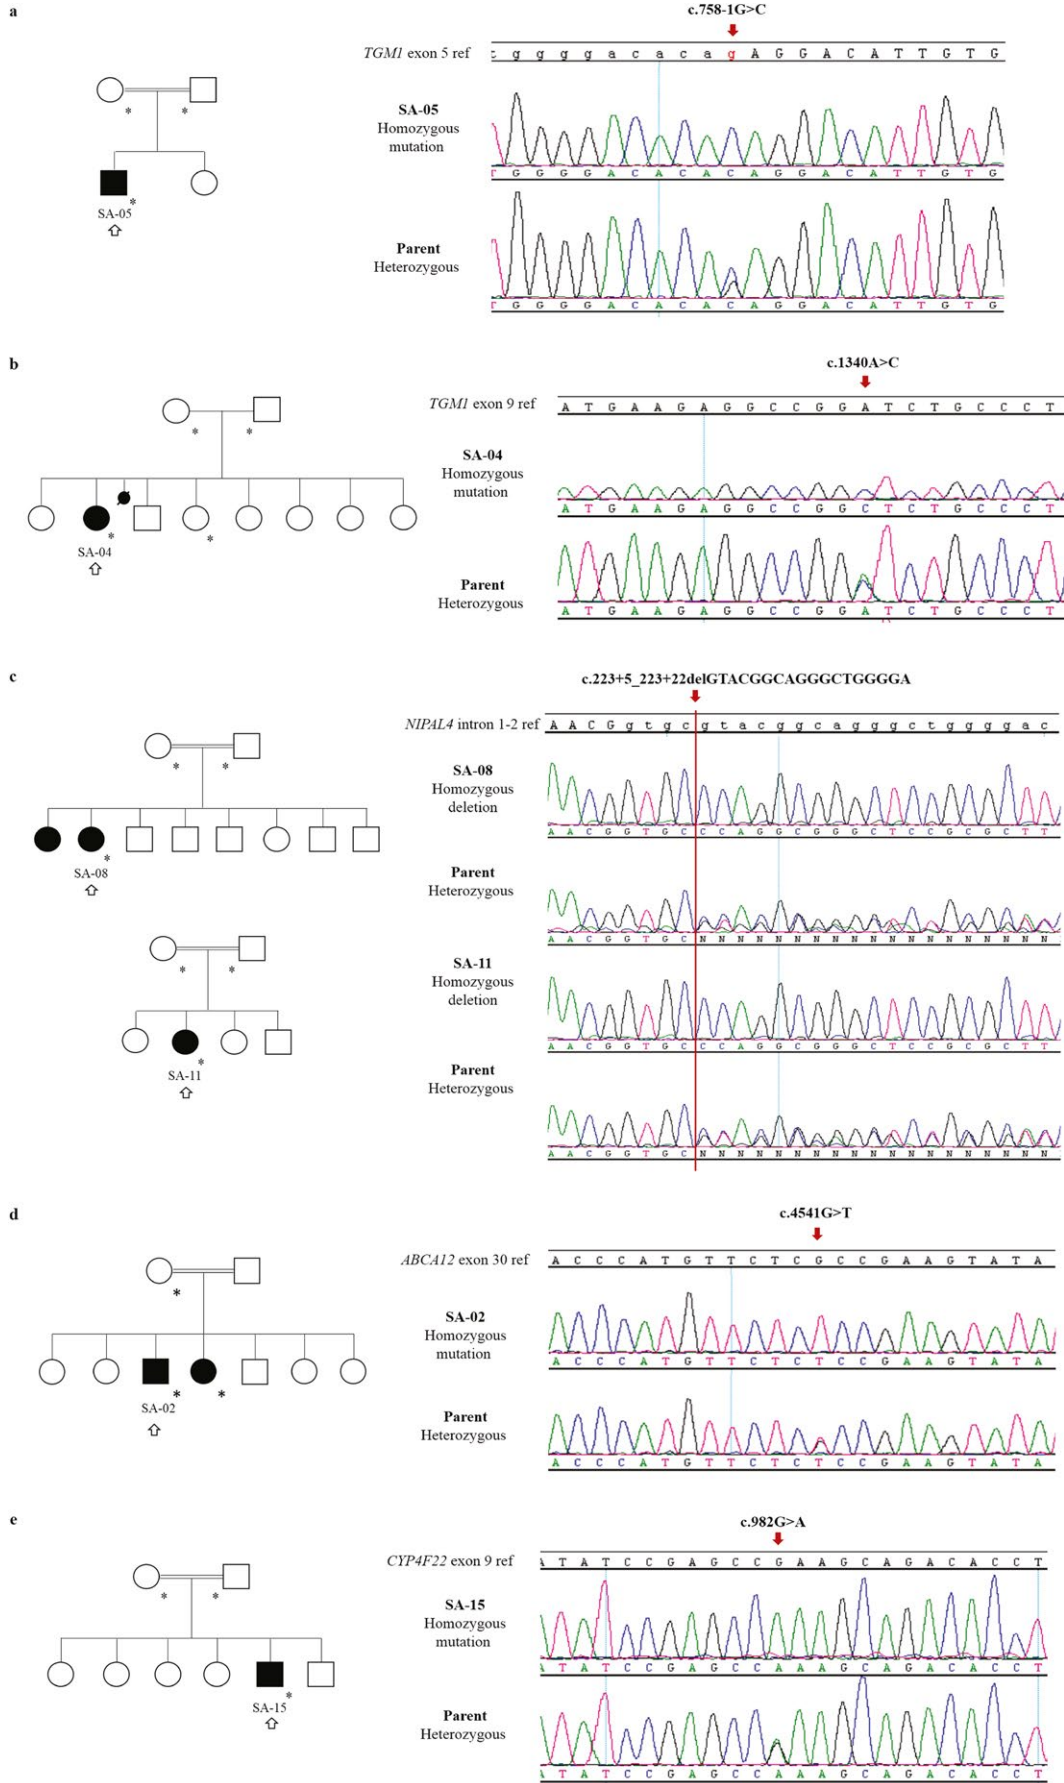 a
c.758-1G>C
TGM1 exon 5 ref
t g g g g a c a c a g A G G A C A T T G T G
SA-05
Homozygous
mutation
T G G G G A C A C A C A G G A C A T T G T G
Parent
Heterozygous
T G G G G A C A C A C A G G A C A T T G T G
*
*
*
SA-05
b
c.1340A>C
TGM1 exon 9 ref
A T G A A G A G G C C G G A T C T G C C C T
SA-04
Homozygous
mutation
A T G A A G A G G C C G G C T C T G C C C T
Parent
Heterozygous
A T G A A G A G G C C G G A T C T G C C C T
*
*
*
*
SA-04
c
c.223+5_223+22delGTACGGCAGGGCTGGGGA
NIPAL4 intron 1-2 ref
A A C G g t g c g t a c g g c a g g g c t g g g g a c
SA-08
Homozygous
deletion
A A C G G T G C C C A G G C G G G C T C C G C G C T T
Parent
Heterozygous
A A C G G T G C N N N N N N N N N N N N N N N N N N N
*
*
*
SA-08
SA-11
Homozygous
deletion
A A C G G T G C C C A G G C G G G C T C C G C G C T T
Parent
Heterozygous
A A C G G T G C N N N N N N N N N N N N N N N N N N N
*
*
*
SA-11
d
c.4541G>T
ABCA12 exon 30 ref
A C C C A T G T T C T C G C C G A A G T A T A
SA-02
Homozygous
mutation
A C C C A T G T T C T C T C C G A A G T A T A
Parent
Heterozygous
A C C C A T G T T C T C T C C G A A G T A T A
*
*
*
SA-02
e
c.982G>A
CYP4F22 exon 9 ref
A T A T C C G A G C C G A A G C A G A C A C C T
SA-15
Homozygous
mutation
A T A T C C G A G C C A A A G C A G A C A C C T
Parent
Heterozygous
A T A T C C G A G C C A A A G C A G A C A C C T
*
*
*
SA-15